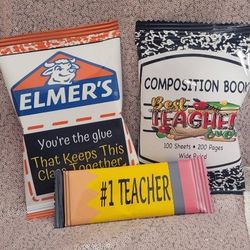 ELMER'S
You're the glue
That Keeps This
Class Together
COMPOSITION BOOK
Best
TEACHER
Ever
100 Sheets • 200 Pages
Wide Ruled
#1 TEACHER